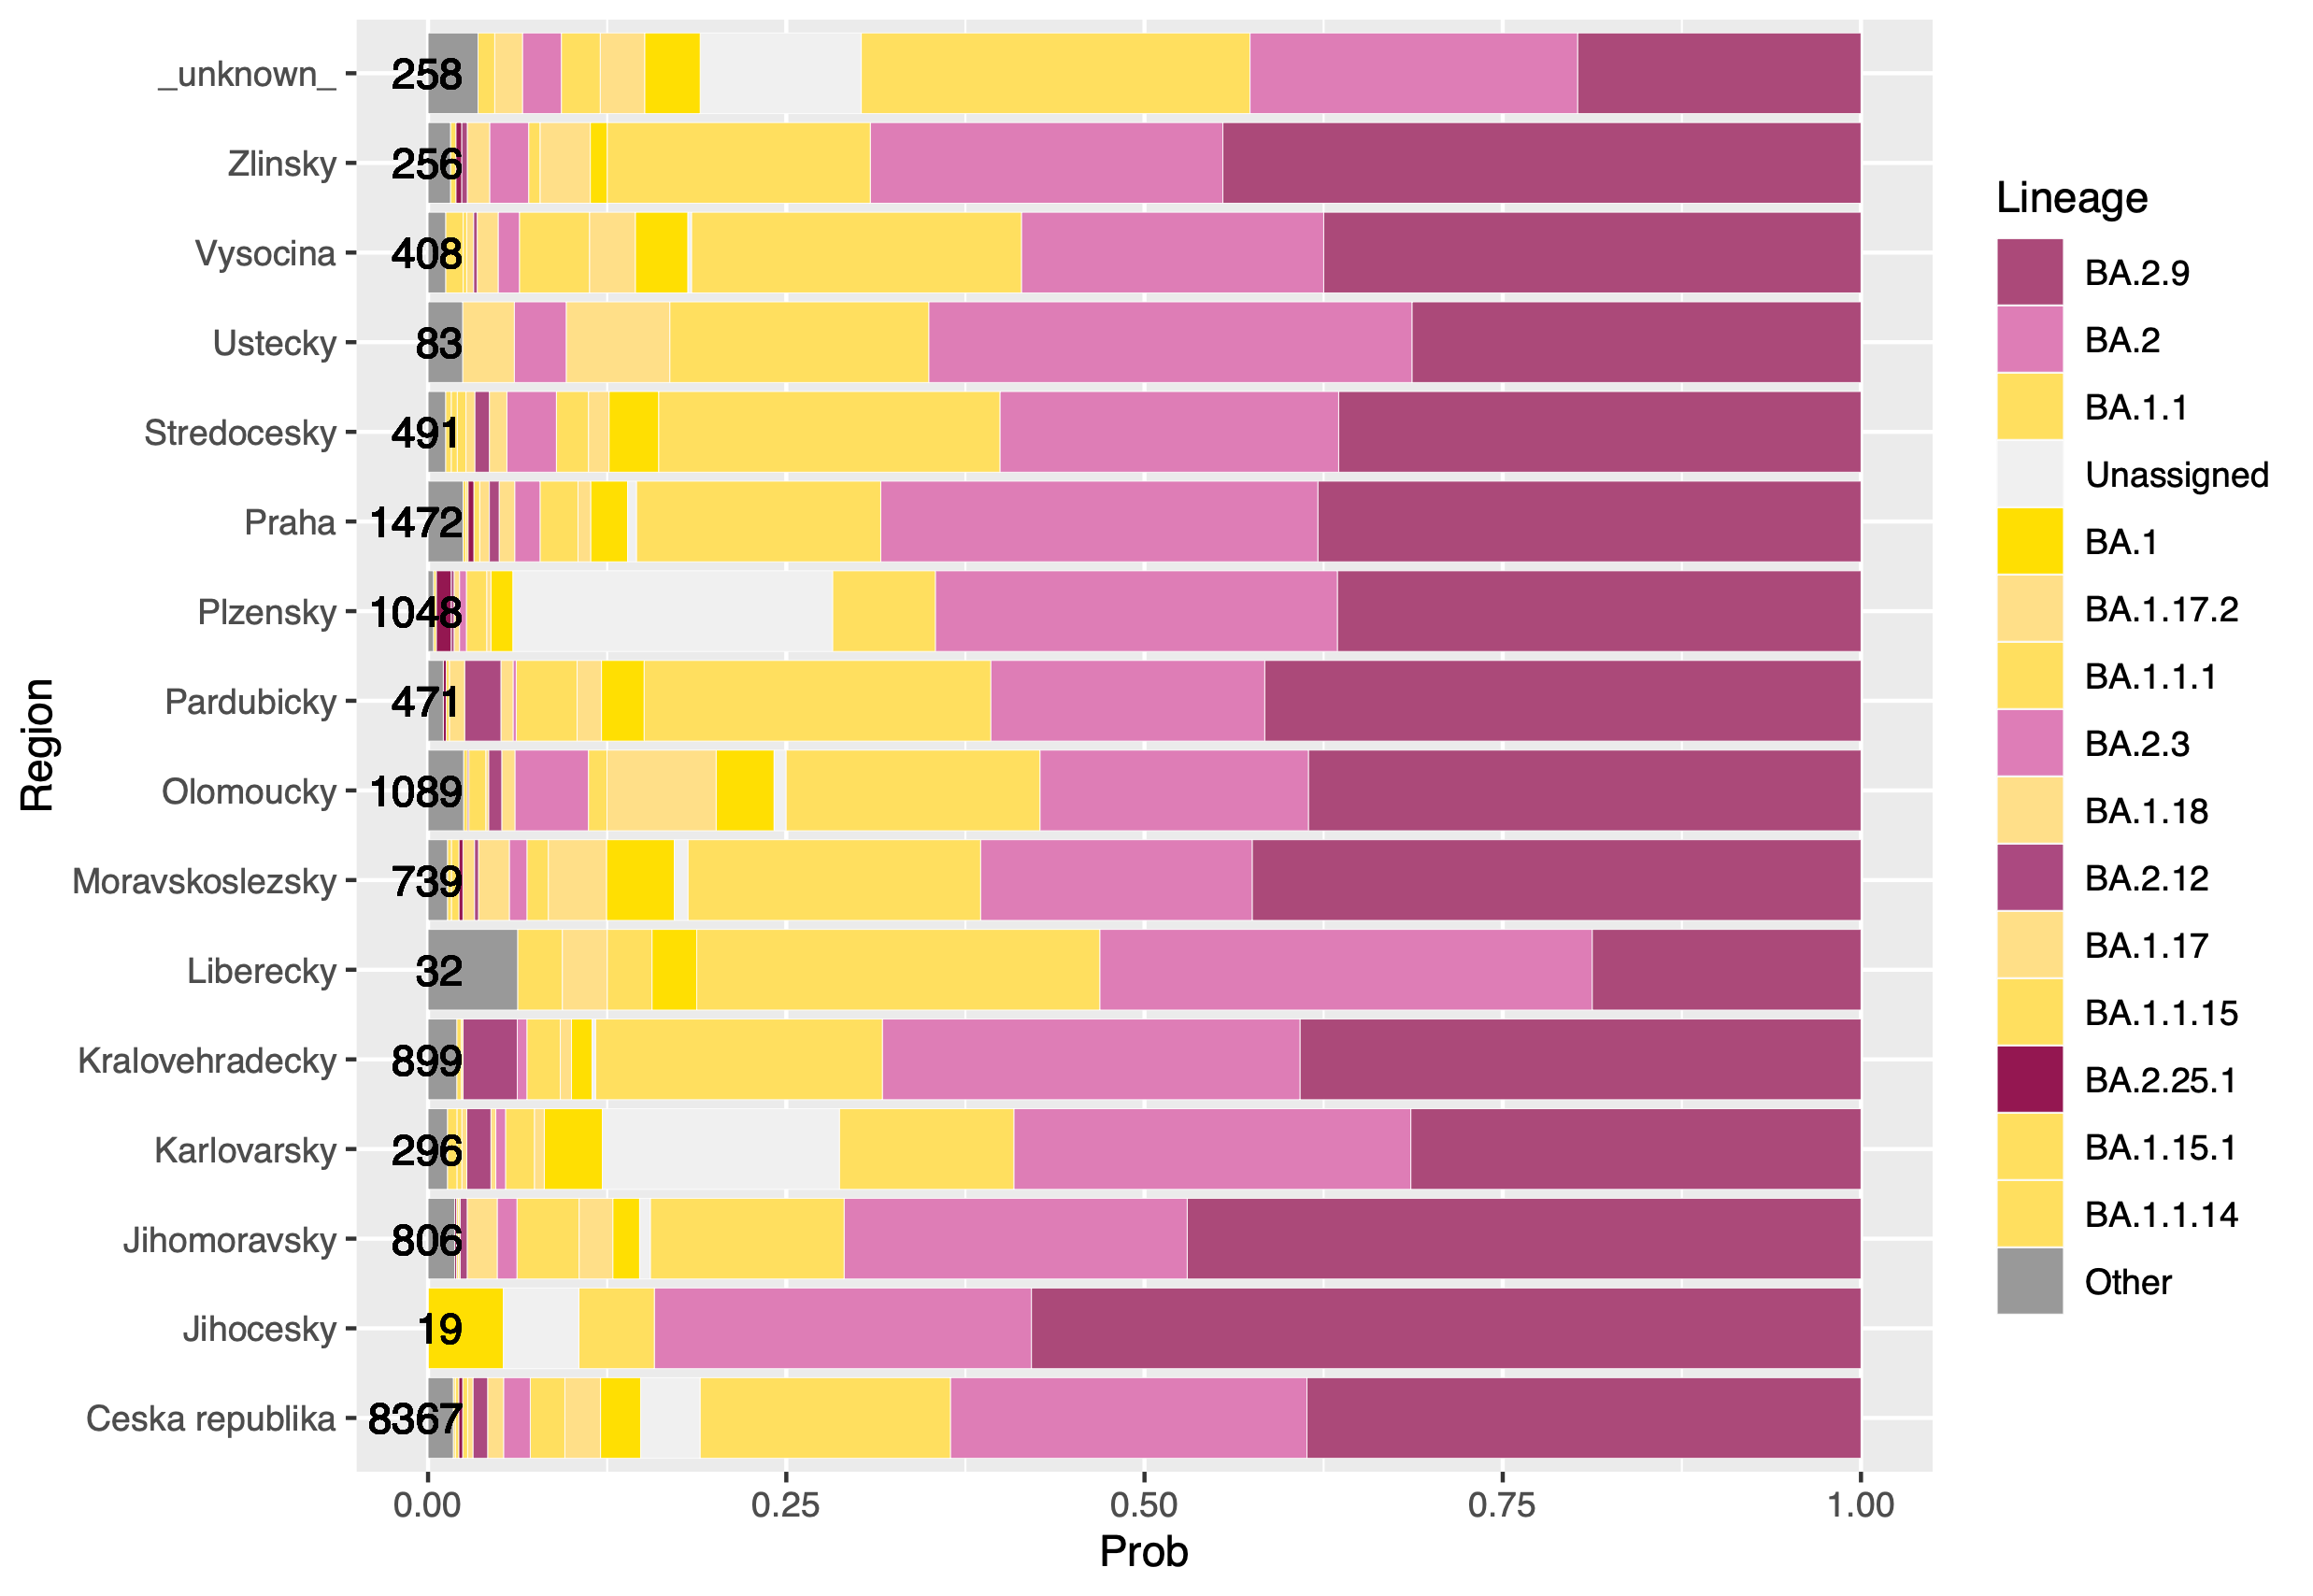 _unknown_ 258
Zlinsky 256
Vysocina 408
Ustecky 83
Stredocesky 491
Praha 1472
Plzensky 1048
Pardubicky 471
Olomoucky 1089
Moravskoslezsky 739
Liberecky 32
Kralovehradecky 899
Karlovarsky 296
Jihomoravsky 806
Jihocesky 19
Ceska republika 8367
Region
0.00 0.25 0.50 0.75 1.00
Prob
Lineage
BA.2.9
BA.2
BA.1.1
Unassigned
BA.1
BA.1.17.2
BA.1.1.1
BA.2.3
BA.1.18
BA.2.12
BA.1.17
BA.1.1.15
BA.2.25.1
BA.1.15.1
BA.1.1.14
Other